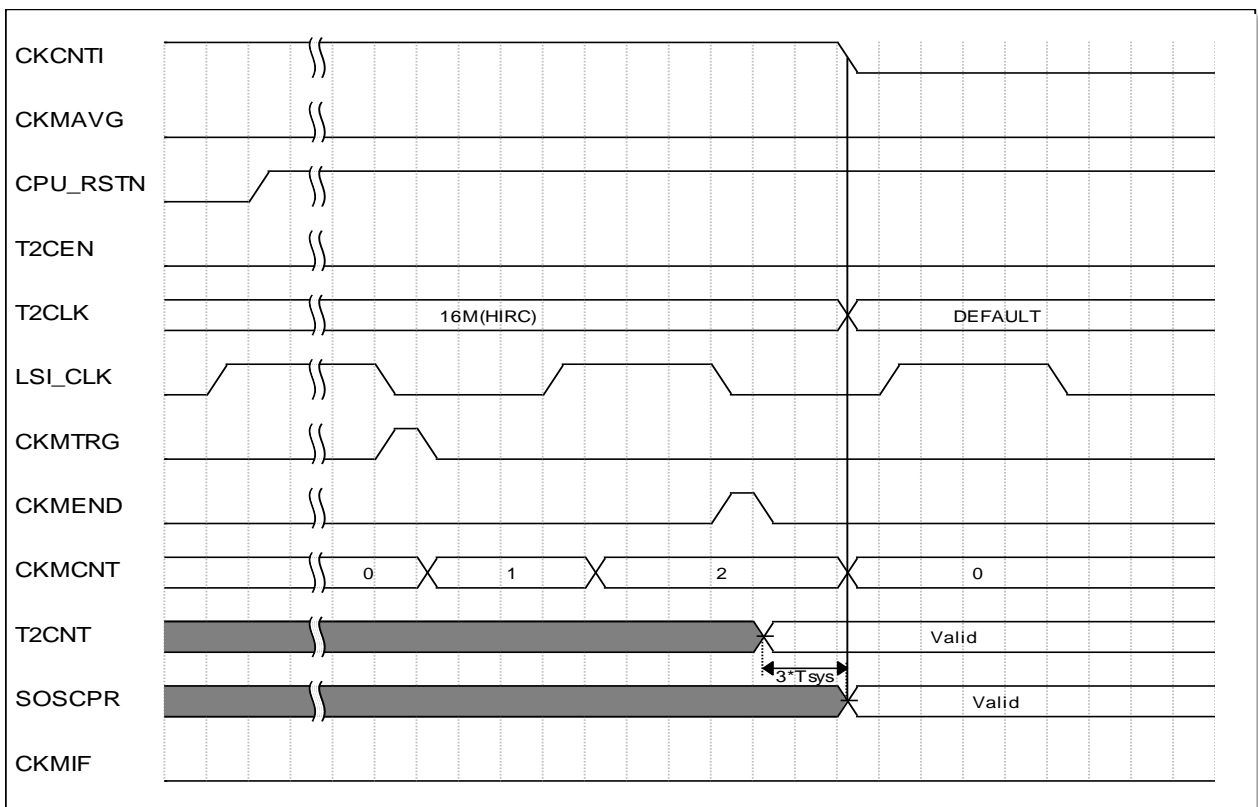 CKCNTI
CKMAVG
CPU_RSTN
T2CEN
T2CLK 16M(HIRC) DEFAULT
LSI_CLK
CKMTRG
CKMEND
CKMCNT 0 1 2 0
T2CNT Valid
3*Tsys
SOSCPR Valid
CKMIF